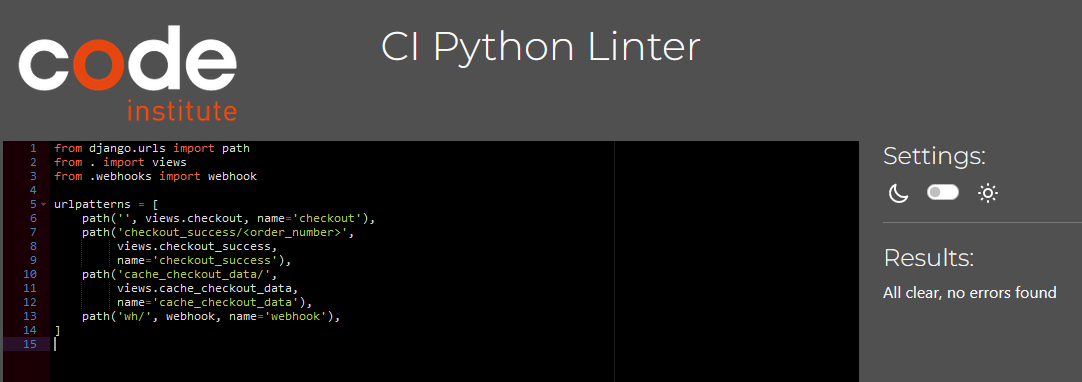 code
institute
CI Python Linter
1 from django.urls import path
2 from . import views
3 from .webhooks import webhook
4
5 urlpatterns = [
6     path('', views.checkout, name='checkout'),
7     path('checkout_success/<order_number>',
8          views.checkout_success,
9          name='checkout_success'),
10     path('cache_checkout_data/',
11          views.cache_checkout_data,
12          name='cache_checkout_data'),
13     path('wh/', webhook, name='webhook'),
14 ]
15
Settings:
Results:
All clear, no errors found